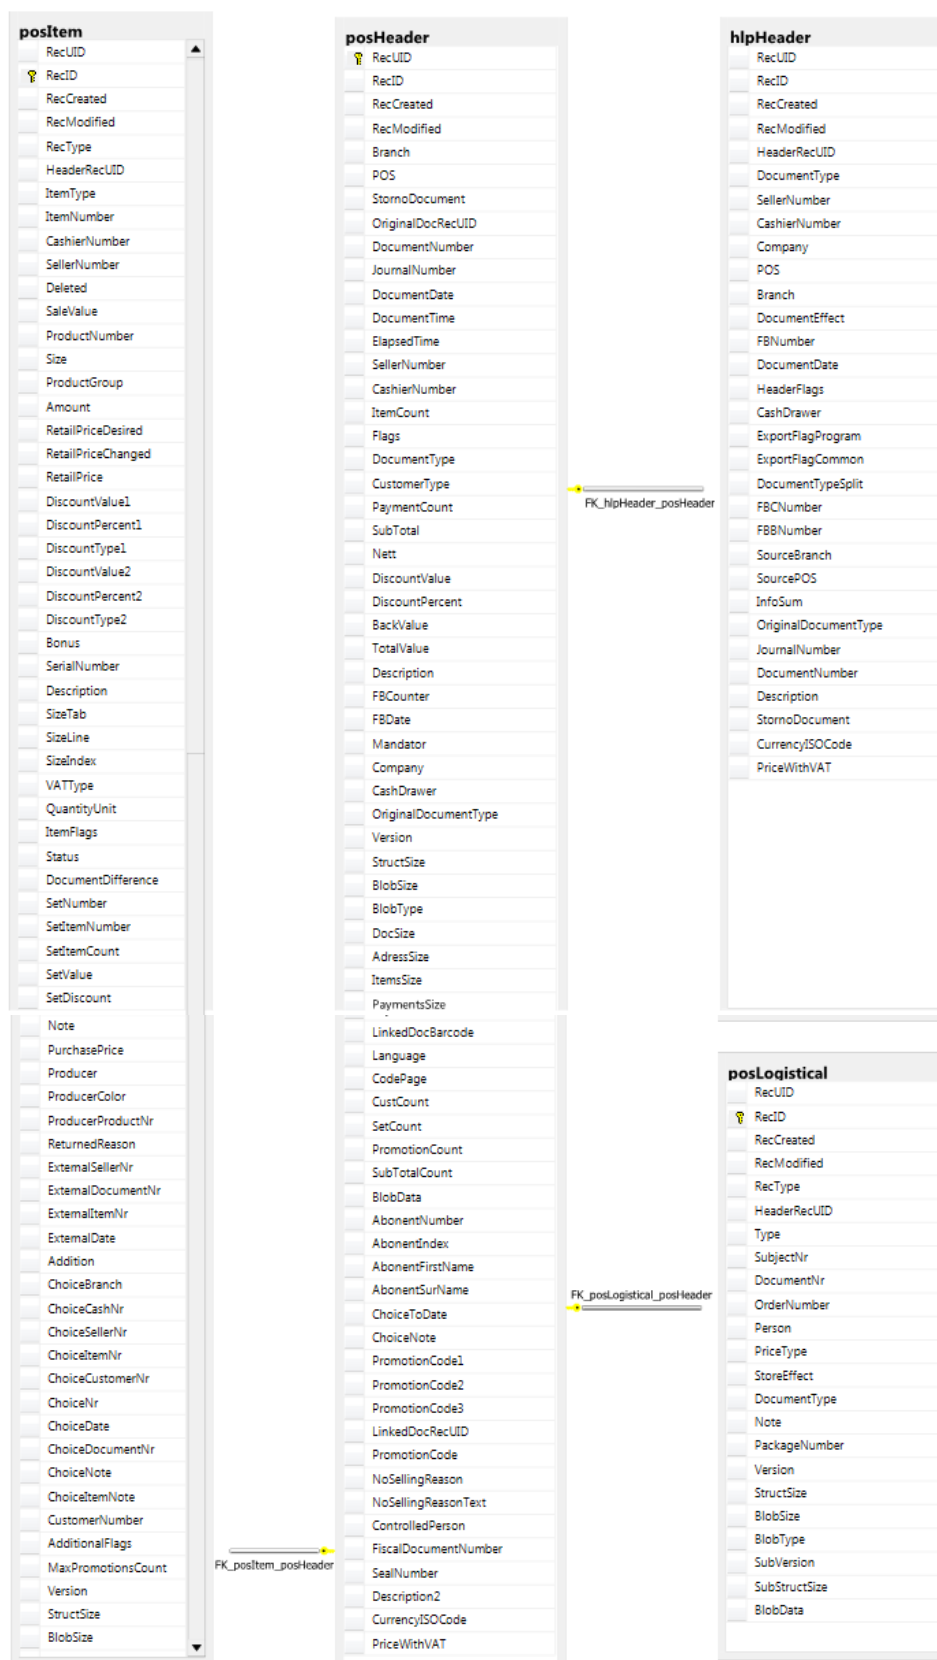 posItem
RecUID
RecID
RecCreated
RecModified
RecType
HeaderRecUID
ItemType
ItemNumber
CashierNumber
SellerNumber
Deleted
SaleValue
ProductNumber
Size
ProductGroup
Amount
RetailPriceDesired
RetailPriceChanged
RetailPrice
DiscountValue1
DiscountPercent1
DiscountType1
DiscountValue2
DiscountPercent2
DiscountType2
Bonus
SerialNumber
Description
SizeTab
SizeLine
SizeIndex
VATType
QuantityUnit
ItemFlags
Status
DocumentDifference
SetNumber
SetItemNumber
SetItemCount
SetValue
SetDiscount
Note
PurchasePrice
Producer
ProducerColor
ProducerProductNr
ReturnedReason
ExternalSellerNr
ExternalDocumentNr
ExternalItemNr
ExternalDate
Addition
ChoiceBranch
ChoiceCashNr
ChoiceSellerNr
ChoiceItemNr
ChoiceCustomerNr
ChoiceNr
ChoiceDate
ChoiceDocumentNr
ChoiceNote
ChoiceItemNote
CustomerNumber
AdditionalFlags
MaxPromotionsCount
Version
StructSize
BlobSize
FK_posItem_posHeader
posHeader
RecUID
RecID
RecCreated
RecModified
Branch
POS
StornoDocument
OriginalDocRecUID
DocumentNumber
JournalNumber
DocumentDate
DocumentTime
ElapsedTime
SellerNumber
CashierNumber
ItemCount
Flags
DocumentType
CustomerType
PaymentCount
SubTotal
Nett
DiscountValue
DiscountPercent
BackValue
TotalValue
Description
FBCounter
FBDate
Mandator
Company
CashDrawer
OriginalDocumentType
Version
StructSize
BlobSize
BlobType
DocSize
AdressSize
ItemsSize
PaymentsSize
LinkedDocBarcode
Language
CodePage
CustCount
SetCount
PromotionCount
SubTotalCount
BlobData
AbonentNumber
AbonentIndex
AbonentFirstName
AbonentSurName
ChoiceToDate
ChoiceNote
PromotionCode1
PromotionCode2
PromotionCode3
LinkedDocRecUID
PromotionCode
NoSellingReason
NoSellingReasonText
ControlledPerson
FiscalDocumentNumber
SealNumber
Description2
CurrencyISOCode
PriceWithVAT
FK_hlpHeader_posHeader
FK_posLogistical_posHeader
hlpHeader
RecUID
RecID
RecCreated
RecModified
HeaderRecUID
DocumentType
SellerNumber
CashierNumber
Company
POS
Branch
DocumentEffect
FBNumber
DocumentDate
HeaderFlags
CashDrawer
ExportFlagProgram
ExportFlagCommon
DocumentTypeSplit
FBCNumber
FBBNumber
SourceBranch
SourcePOS
InfoSum
OriginalDocumentType
JournalNumber
DocumentNumber
Description
StornoDocument
CurrencyISOCode
PriceWithVAT
posLogistical
RecUID
RecID
RecCreated
RecModified
RecType
HeaderRecUID
Type
SubjectNr
DocumentNr
OrderNumber
Person
PriceType
StoreEffect
DocumentType
Note
PackageNumber
Version
StructSize
BlobSize
BlobType
SubVersion
SubStructSize
BlobData